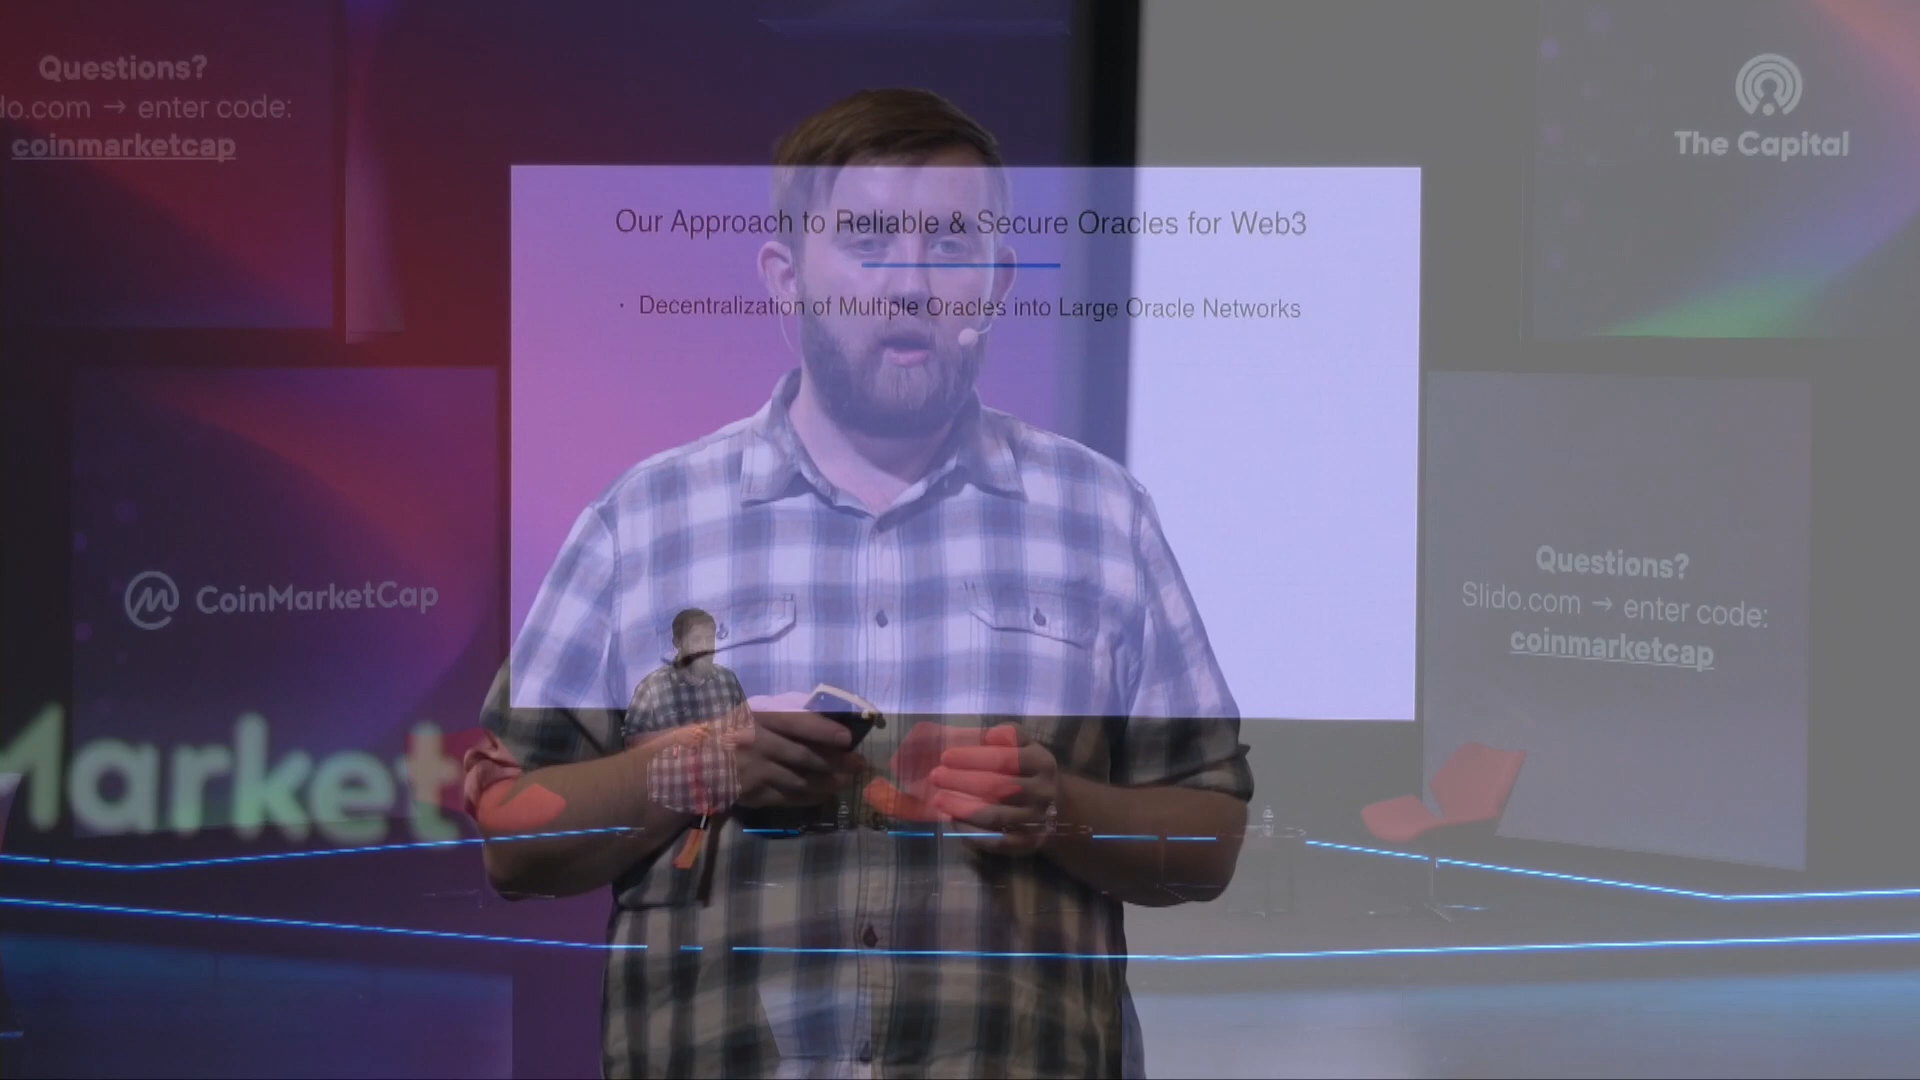 Questions?
do.com → enter code:
coinmarketcap
The Capital
Our Approach to Reliable & Secure Oracles for Web3
· Decentralization of Multiple Oracles into Large Oracle Networks
CoinMarketCap
Questions?
Slido.com → enter code:
coinmarketcap
Market